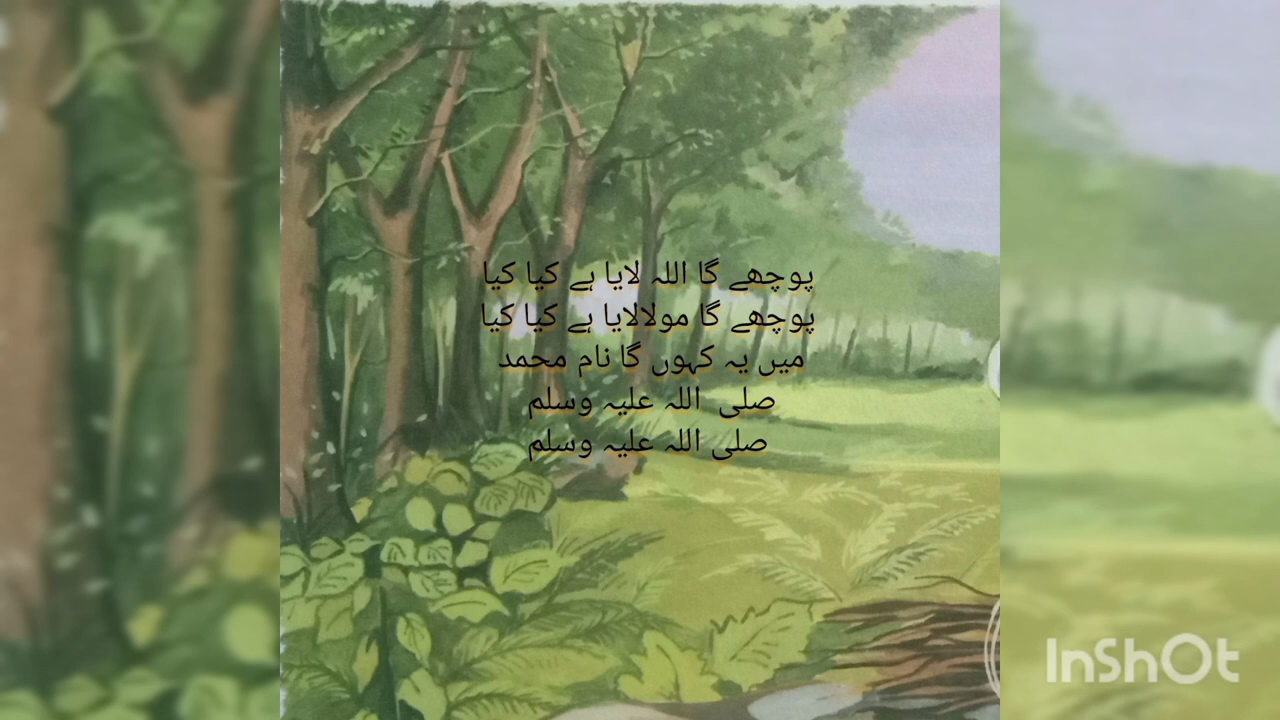 پوچھے گا اللہ لایا ہے کیا کیا
پوچھے گا مولالایا ہے کیا کیا
میں یہ کہوں گا نام محمد
صلی اللہ علیہ وسلم
صلی اللہ علیہ وسلم
InShOt